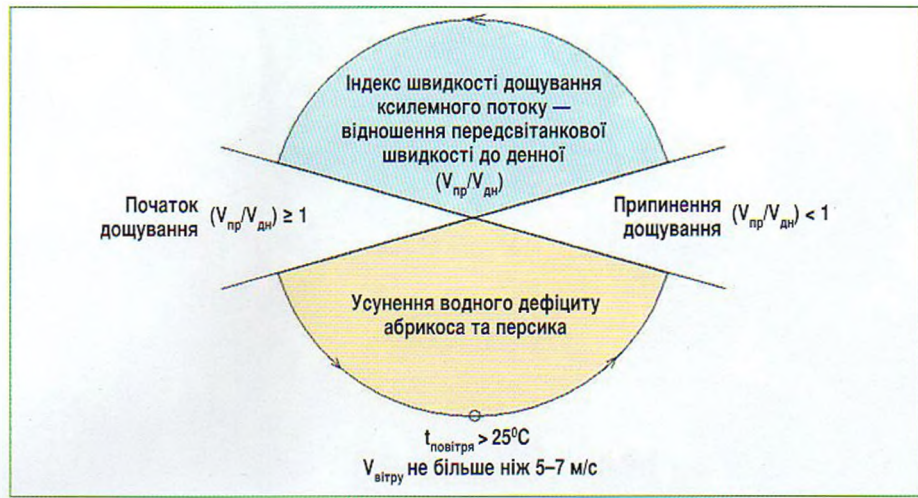 Індекс швидкості дощування
ксилемного потоку —
відношення передсвітанкової
швидкості до денної
(Vпр/Vдн)
Початок
дощування (Vпр/Vдн) ≥ 1
Припинення
дощування (Vпр/Vдн) < 1
Усунення водного дефіциту
абрикоса та персика
tповітря > 25⁰C
Vвітру не більше ніж 5–7 м/с